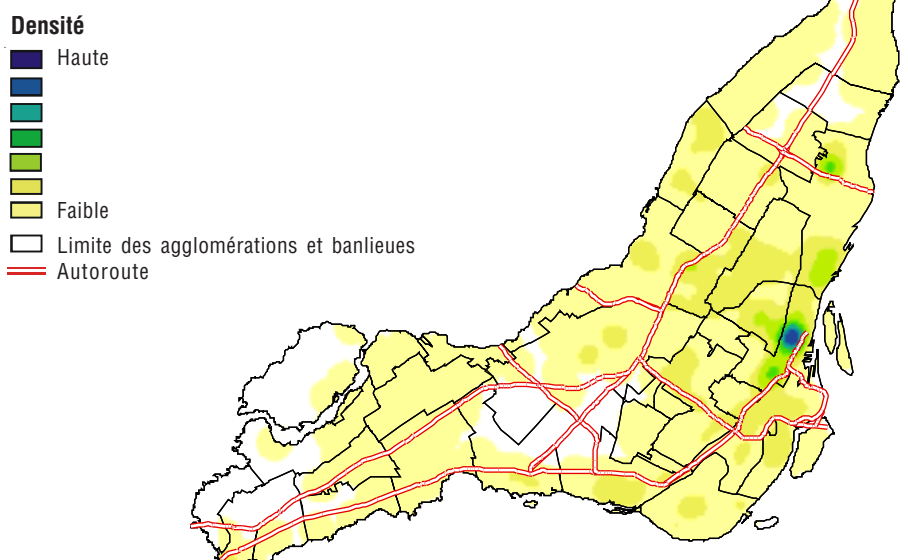 Densité
Haute
Faible
Limite des agglomérations et banlieues
Autoroute